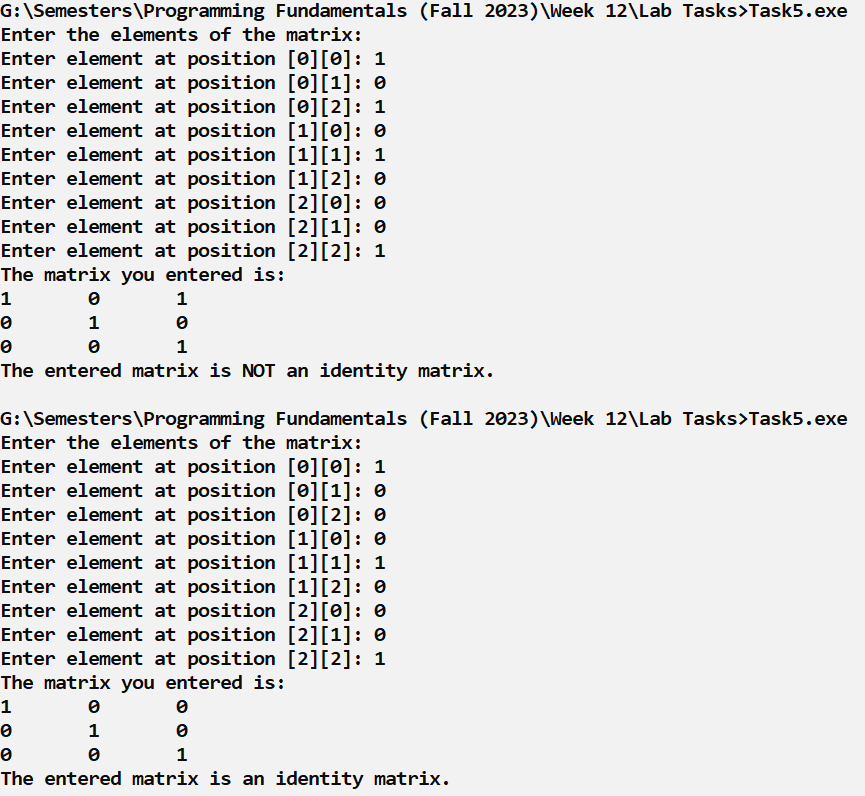 G:\Semesters\Programming Fundamentals (Fall 2023)\Week 12\Lab Tasks>Task5.exe
Enter the elements of the matrix:
Enter element at position [0][0]: 1
Enter element at position [0][1]: 0
Enter element at position [0][2]: 1
Enter element at position [1][0]: 0
Enter element at position [1][1]: 1
Enter element at position [1][2]: 0
Enter element at position [2][0]: 0
Enter element at position [2][1]: 0
Enter element at position [2][2]: 1
The matrix you entered is:
1       0       1
0       1       0
0       0       1
The entered matrix is NOT an identity matrix.

G:\Semesters\Programming Fundamentals (Fall 2023)\Week 12\Lab Tasks>Task5.exe
Enter the elements of the matrix:
Enter element at position [0][0]: 1
Enter element at position [0][1]: 0
Enter element at position [0][2]: 0
Enter element at position [1][0]: 0
Enter element at position [1][1]: 1
Enter element at position [1][2]: 0
Enter element at position [2][0]: 0
Enter element at position [2][1]: 0
Enter element at position [2][2]: 1
The matrix you entered is:
1       0       0
0       1       0
0       0       1
The entered matrix is an identity matrix.